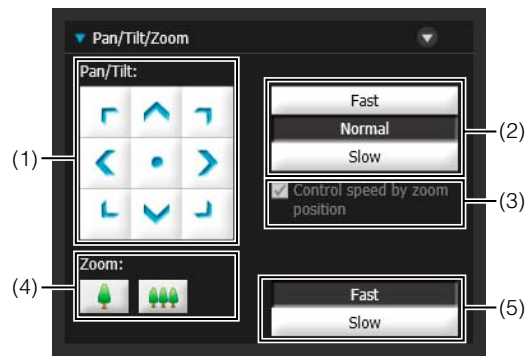 Pan/Tilt/Zoom
Pan/Tilt:
Fast
Normal
(2)
(1)
Slow
Control speed by zoom
position
(3)
Zoom:
(4)
Fast
(5)
Slow